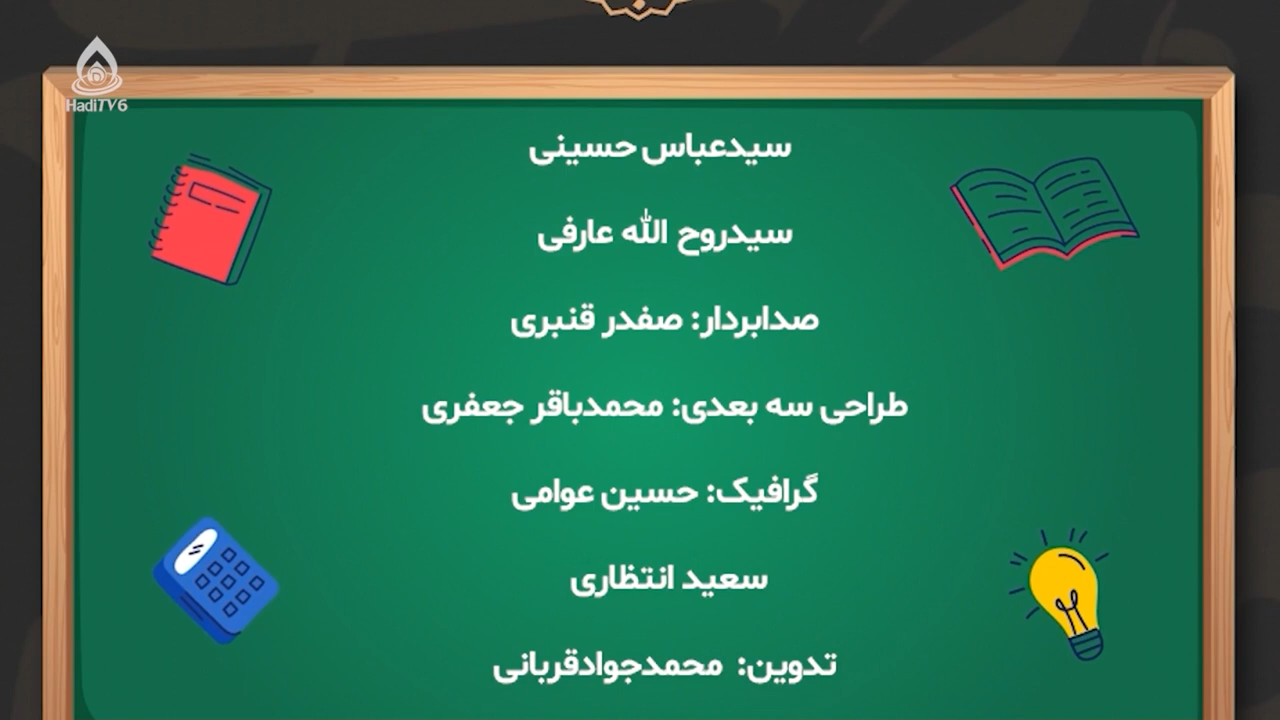 HadiTV6
سیدعباس حسینی
سیدروح الله عارفی
صدابردار: صفدر قنبری
طراحی سه بعدی: محمدباقر جعفری
گرافیک: حسین عوامی
سعید انتظاری
تدوین: محمدجوادقربانی